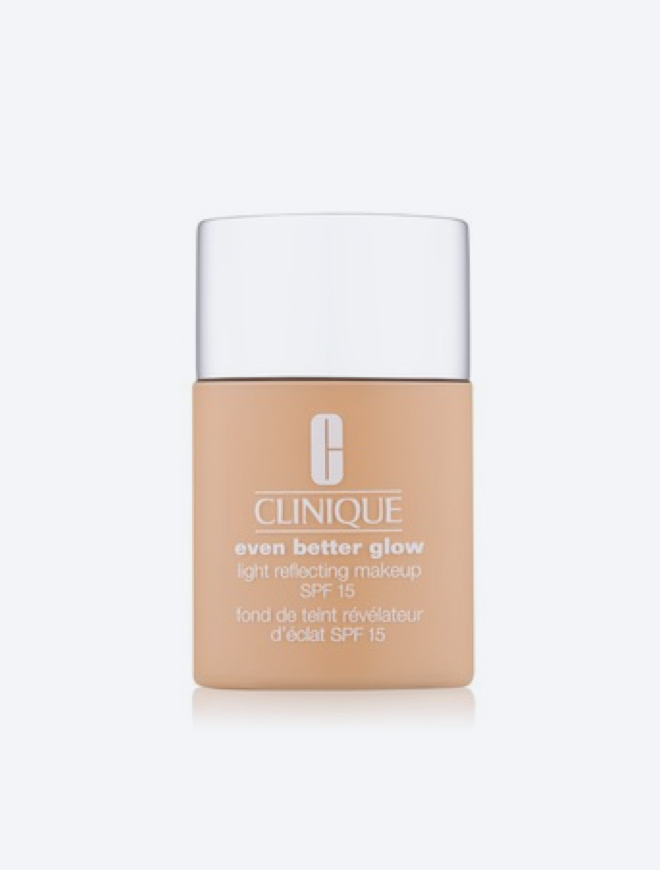 CLINIQUE
even better glow
light reflecting makeup
SPF 15
fond de teint révélateur
d'éclat SPF 15